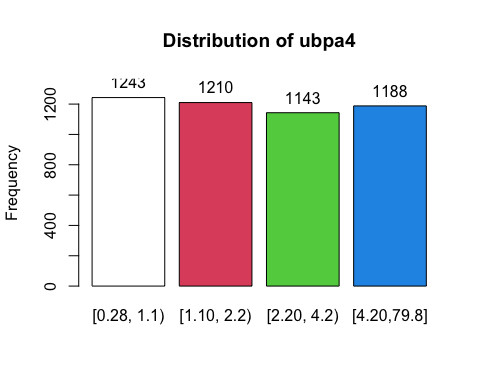 Distribution of ubpa4
1243 1210 1143 1188
Frequency
1200
800
400
0
[0.28, 1.1) [1.10, 2.2) [2.20, 4.2) [4.20,79.8]